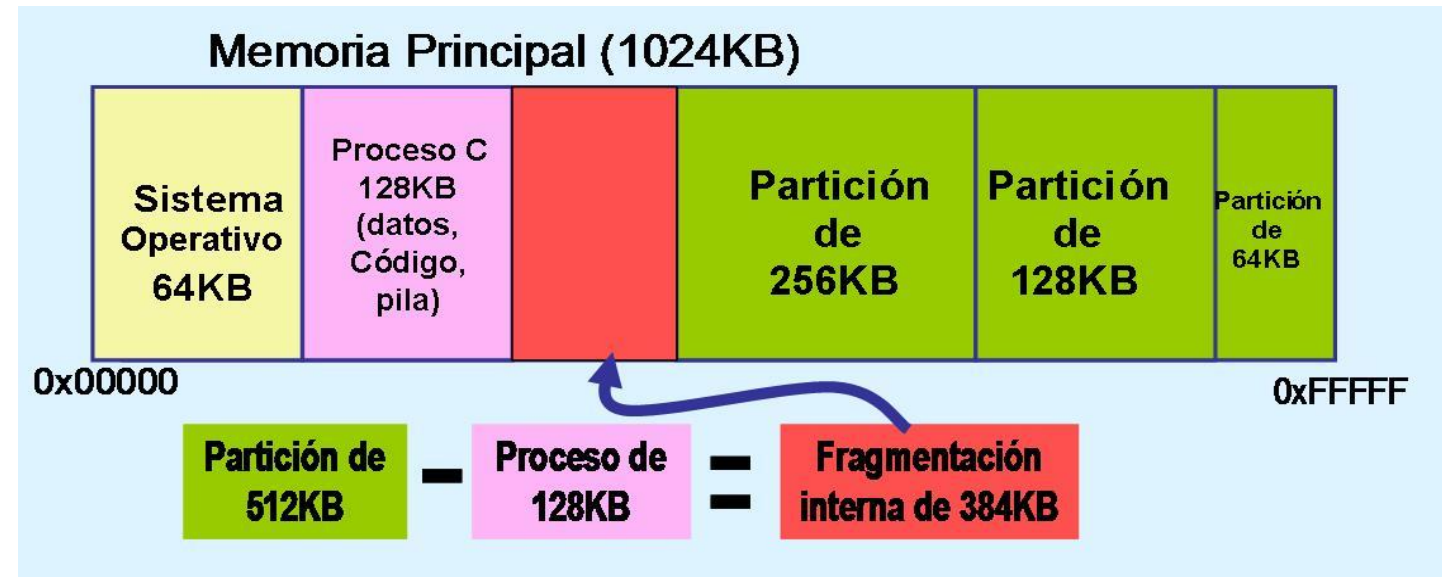 Memoria Principal (1024KB)
Sistema
Operativo
64KB
Proceso C
128KB
(datos,
Código,
pila)
Partición
de
256KB
Partición
de
128KB
Partición
de
64KB
0x00000
0xFFFFF
Partición de
512KB
-
Proceso de
128KB
=
Fragmentación
interna de 384KB